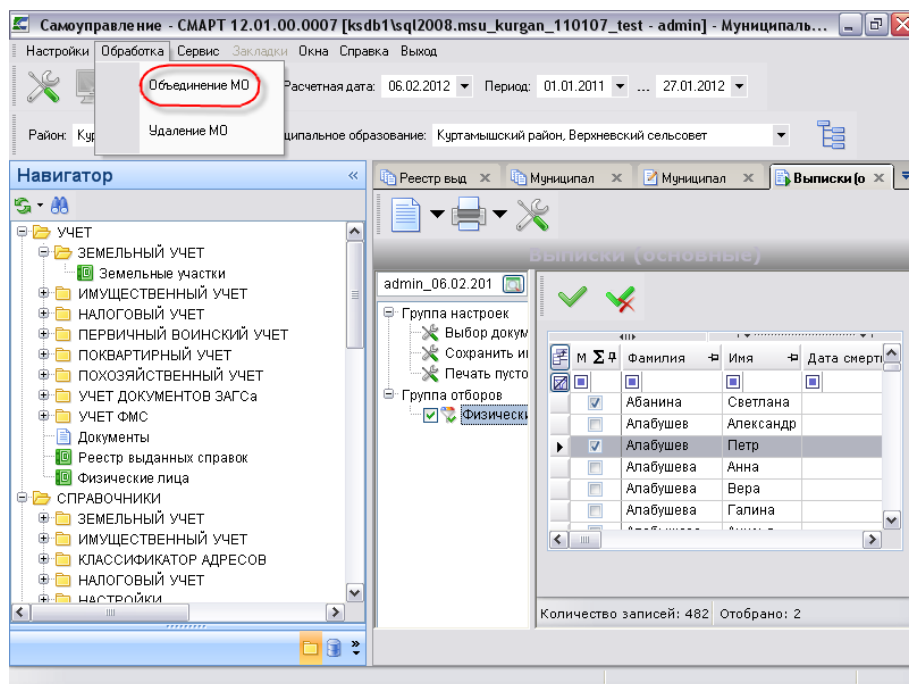 Самоуправление - СМАРТ 12.01.00.0007 [ksdb1\sql2008.msu_kurgan_110107_test - admin] - Муниципаль...
Настройки Обработка Сервис Закладки Окна Справка Выход
Объединение МО
Удаление МО
Расчетная дата: 06.02.2012 Период: 01.01.2011 ... 27.01.2012
Район: Кур ципальное образование: Куртамышский район, Верхневский сельсовет
Навигатор
УЧЕТ
ЗЕМЕЛЬНЫЙ УЧЕТ
Земельные участки
ИМУЩЕСТВЕННЫЙ УЧЕТ
НАЛОГОВЫЙ УЧЕТ
ПЕРВИЧНЫЙ ВОИНСКИЙ УЧЕТ
ПОКВАРТИРНЫЙ УЧЕТ
ПОХОЗЯЙСТВЕННЫЙ УЧЕТ
УЧЕТ ДОКУМЕНТОВ ЗАГСа
УЧЕТ ФМС
Документы
Реестр выданных справок
Физические лица
СПРАВОЧНИКИ
ЗЕМЕЛЬНЫЙ УЧЕТ
ИМУЩЕСТВЕННЫЙ УЧЕТ
КЛАССИФИКАТОР АДРЕСОВ
НАЛОГОВЫЙ УЧЕТ
НАСТРОЙКИ
Реестр выд Муниципал Муниципал Выписки (о
Выписки (основные)
admin_06.02.201
Группа настроек
Выбор докум
Сохранить и
Печать пусто
Группа отборов
Физически
М Σ Фамилия Имя Дата смерти
Абанина Светлана
Алабушев Александр
Алабушев Петр
Алабушева Анна
Алабушева Вера
Алабушева Галина
Количество записей: 482 Отобрано: 2